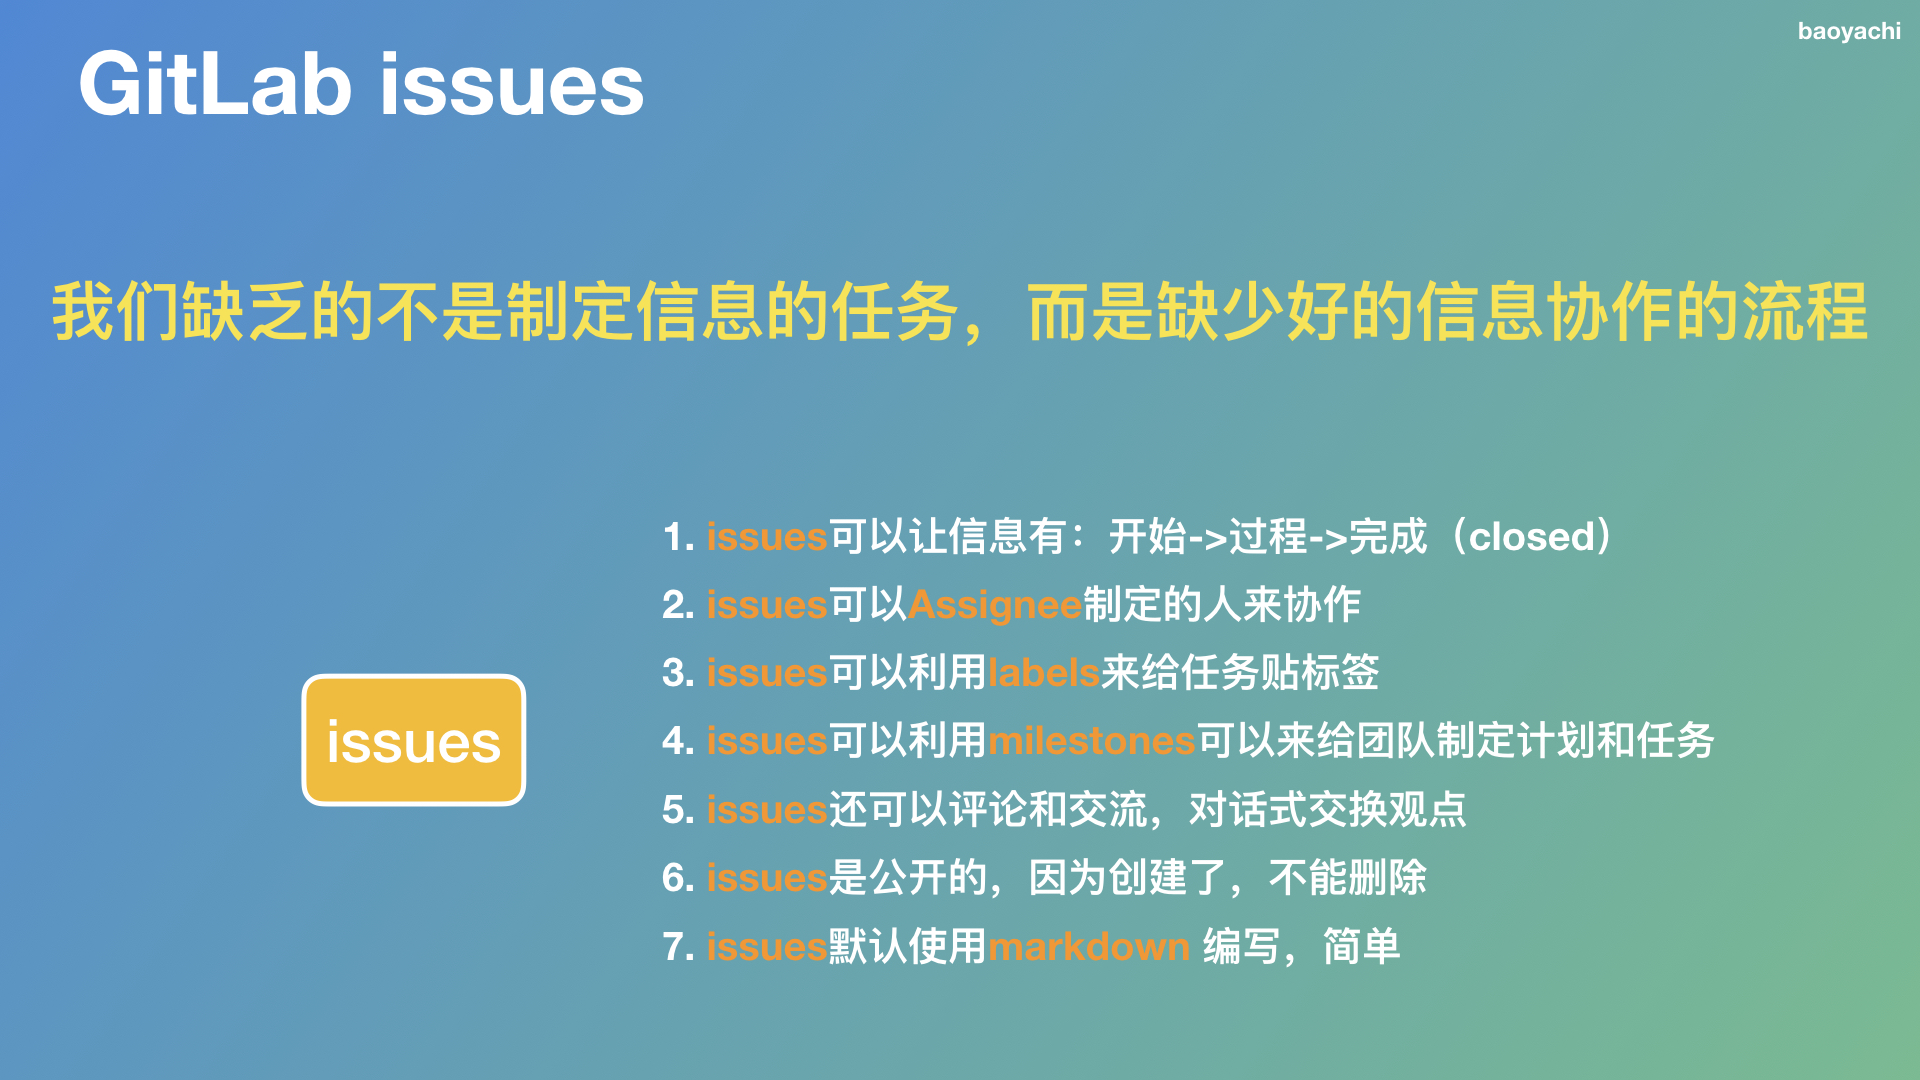 baoyachi
GitLab issues
我们缺乏的不是制定信息的任务，而是缺少好的信息协作的流程
1. issues可以让信息有：开始->过程->完成（closed）
2. issues可以Assignee制定的人来协作
3. issues可以利用labels来给任务贴标签
4. issues可以利用milestones可以来给团队制定计划和任务
5. issues还可以评论和交流，对话式交换观点
6. issues是公开的，因为创建了，不能删除
7. issues默认使用markdown 编写，简单
issues